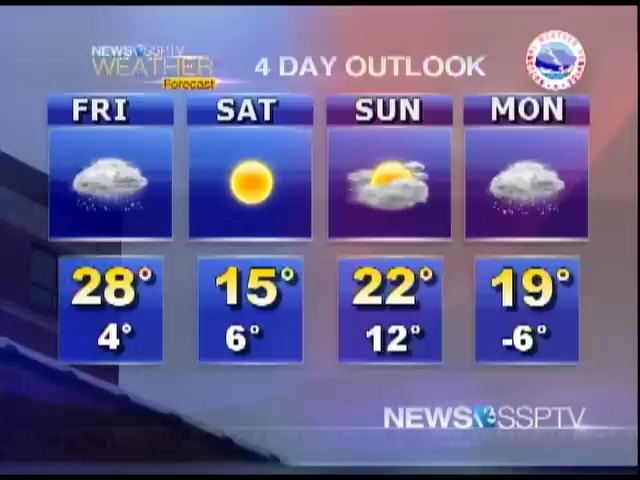 NEWS SSPTV
WEATHER
Forecast
4 DAY OUTLOOK
FRI SAT SUN MON
28° 15° 22° 19°
4° 6° 12° -6°
NEWS SSPTV